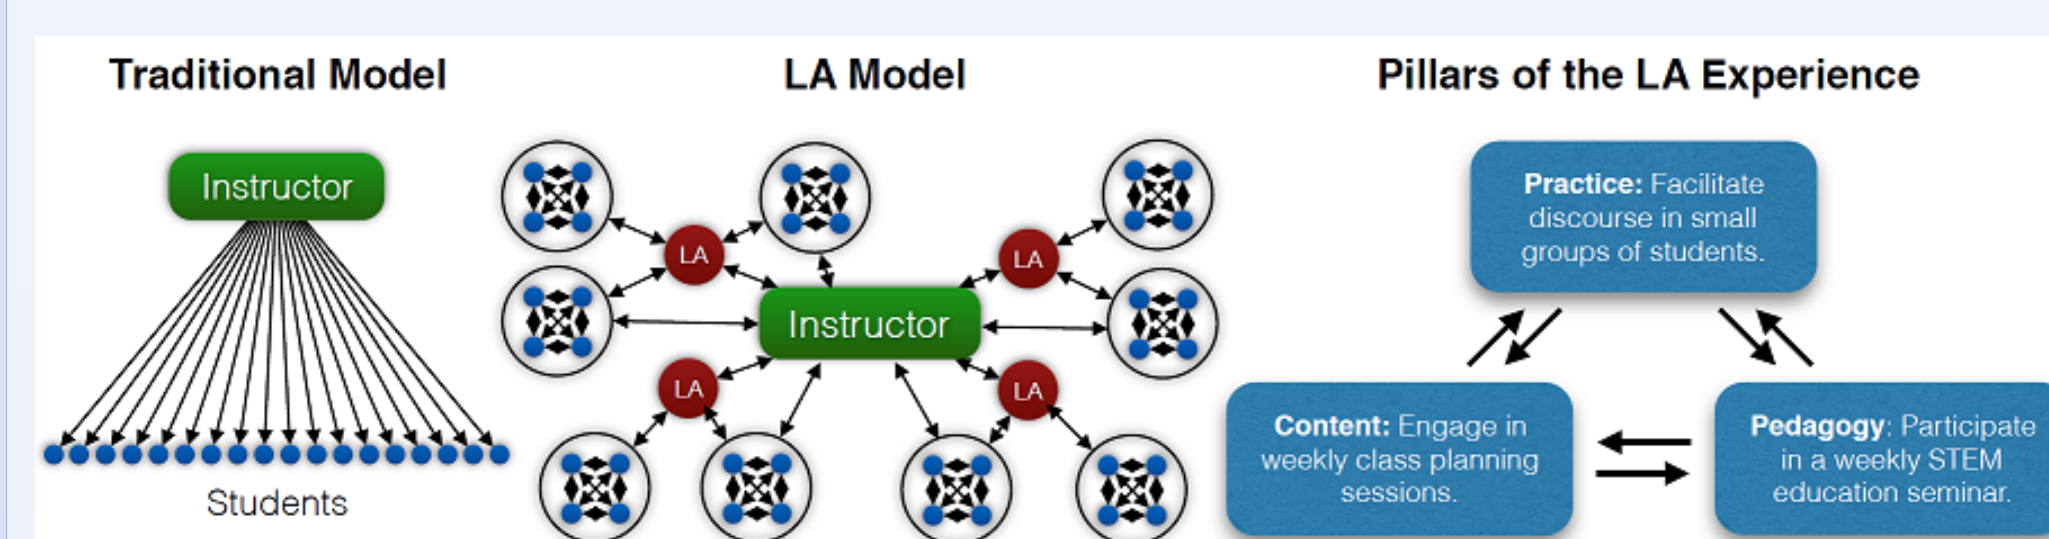 Traditional Model
Instructor
Students
LA Model
LA
LA
Instructor
LA
LA
Pillars of the LA Experience
Practice: Facilitate
discourse in small
groups of students.
Content: Engage in
weekly class planning
sessions.
Pedagogy: Participate
in a weekly STEM
education seminar.